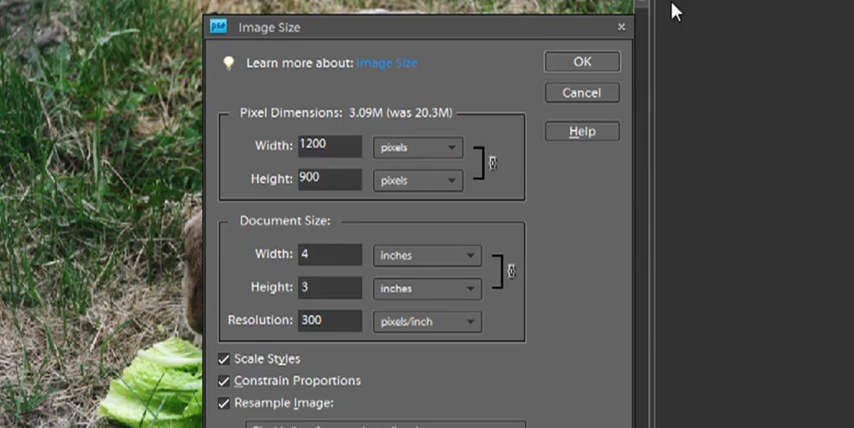 pse Image Size
Learn more about: Image Size
OK
Cancel
Help
Pixel Dimensions: 3.09M (was 20.3M)
Width: 1200 pixels
Height: 900 pixels
Document Size:
Width: 4 inches
Height: 3 inches
Resolution: 300 pixels/inch
Scale Styles
Constrain Proportions
Resample Image: